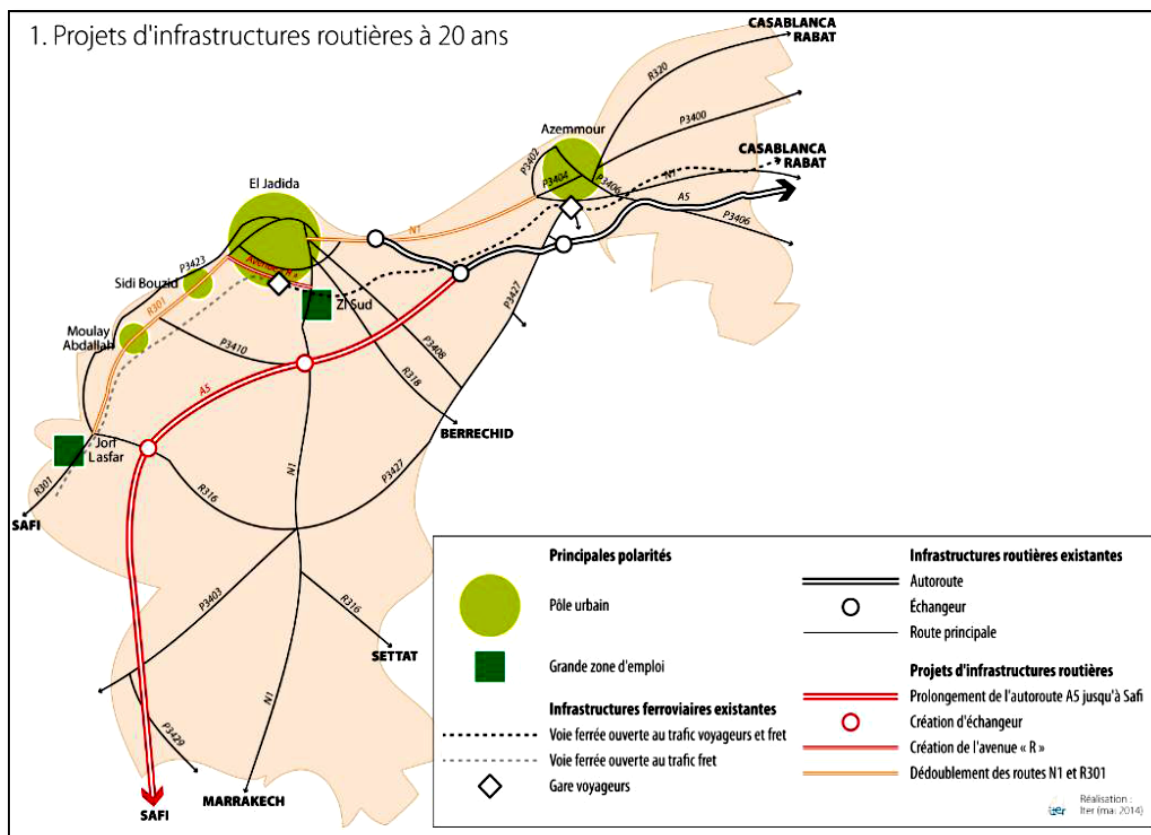 1. Projets d'infrastructures routières à 20 ans
CASABLANCA
RABAT
R320
P3400
Azemmour
CASABLANCA
RABAT
P3402
P3404
P3406
N1
A5
P3406
El Jadida
N1
P3423
Avenue « R »
Sidi Bouzid
ZI Sud
R301
P3427
Moulay
Abdallah
P3410
P3408
A5
R318
BERRECHID
Jorf
Lasfar
R301
N1
P3427
R316
SAFI
P3403
R316
SETTAT
N1
P3429
MARRAKECH
SAFI
Principales polarités
Pôle urbain
Grande zone d'emploi
Infrastructures ferroviaires existantes
Voie ferrée ouverte au trafic voyageurs et fret
Voie ferrée ouverte au trafic fret
Gare voyageurs
Infrastructures routières existantes
Autoroute
Échangeur
Route principale
Projets d'infrastructures routières
Prolongement de l'autoroute A5 jusqu'à Safi
Création d'échangeur
Création de l'avenue « R »
Dédoublement des routes N1 et R301
iter
Réalisation :
Iter (mai 2014)